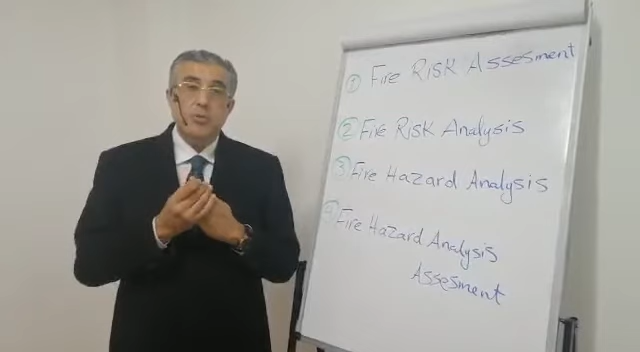 ① Fire Risk Assesment
② Fire Risk Analysis
③ Fire Hazard Analysis
④ Fire Hazard Analysis
Assesment